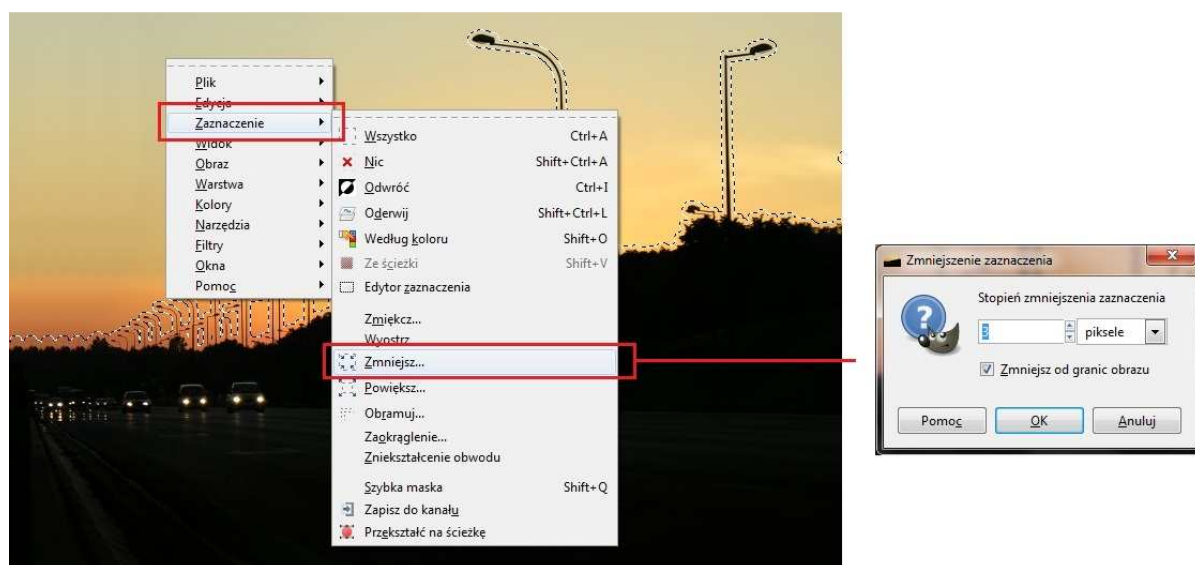 Plik
Edycja
Zaznaczenie
Widok
Obraz
Warstwa
Kolory
Narzędzia
Filtry
Okna
Pomoc
Wszystko Ctrl+A
Nic Shift+Ctrl+A
Odwróć Ctrl+I
Oderwij Shift+Ctrl+L
Według koloru Shift+O
Ze ścieżki Shift+V
Edytor zaznaczenia
Zmiękcz...
Wyostrz
Zmniejsz...
Powiększ...
Obramuj...
Zaokrąglenie...
Zniekształcenie obwodu
Szybka maska Shift+Q
Zapisz do kanału
Przekształć na ścieżkę
Zmniejszenie zaznaczenia
Stopień zmniejszenia zaznaczenia
piksele
Zmniejsz od granic obrazu
Pomoc OK Anuluj